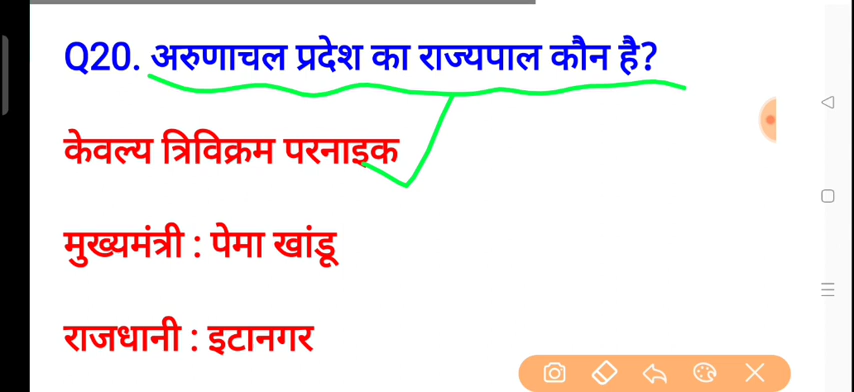 Q20. अरुणाचल प्रदेश का राज्यपाल कौन है?
केवल्य त्रिविक्रम परनाइक
मुख्यमंत्री : पेमा खांडू
राजधानी : इटानगर